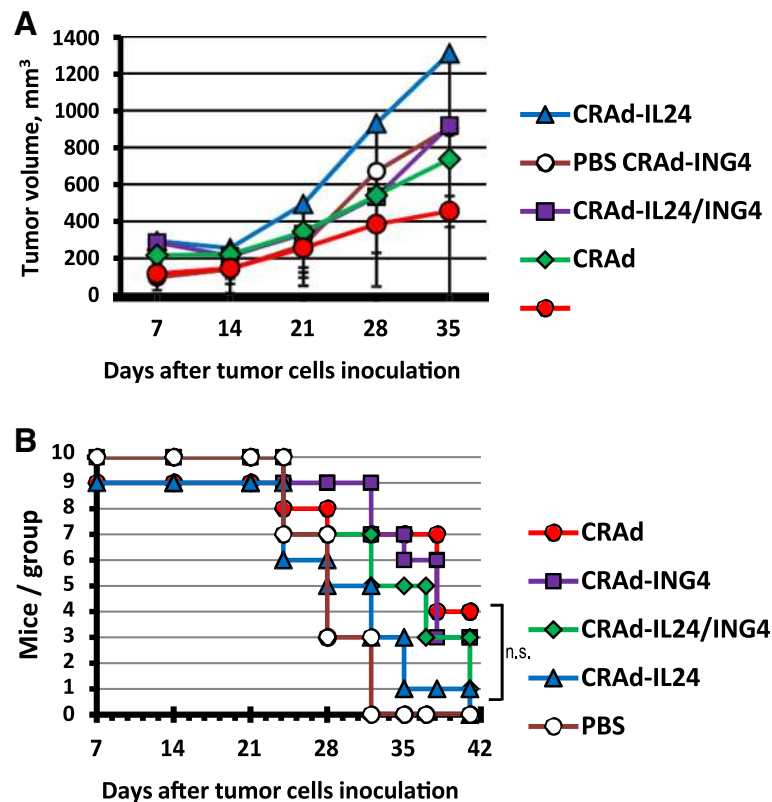 A
1400
1200
1000
800
600
400
200
0
Tumor volume, mm³
7 14 21 28 35
Days after tumor cells inoculation
CRAd-IL24
PBS CRAd-ING4
CRAd-IL24/ING4
CRAd
B
10
9
8
7
6
5
4
3
2
1
0
Mice / group
7 14 21 28 35 42
Days after tumor cells inoculation
n.s.
CRAd
CRAd-ING4
CRAd-IL24/ING4
CRAd-IL24
PBS